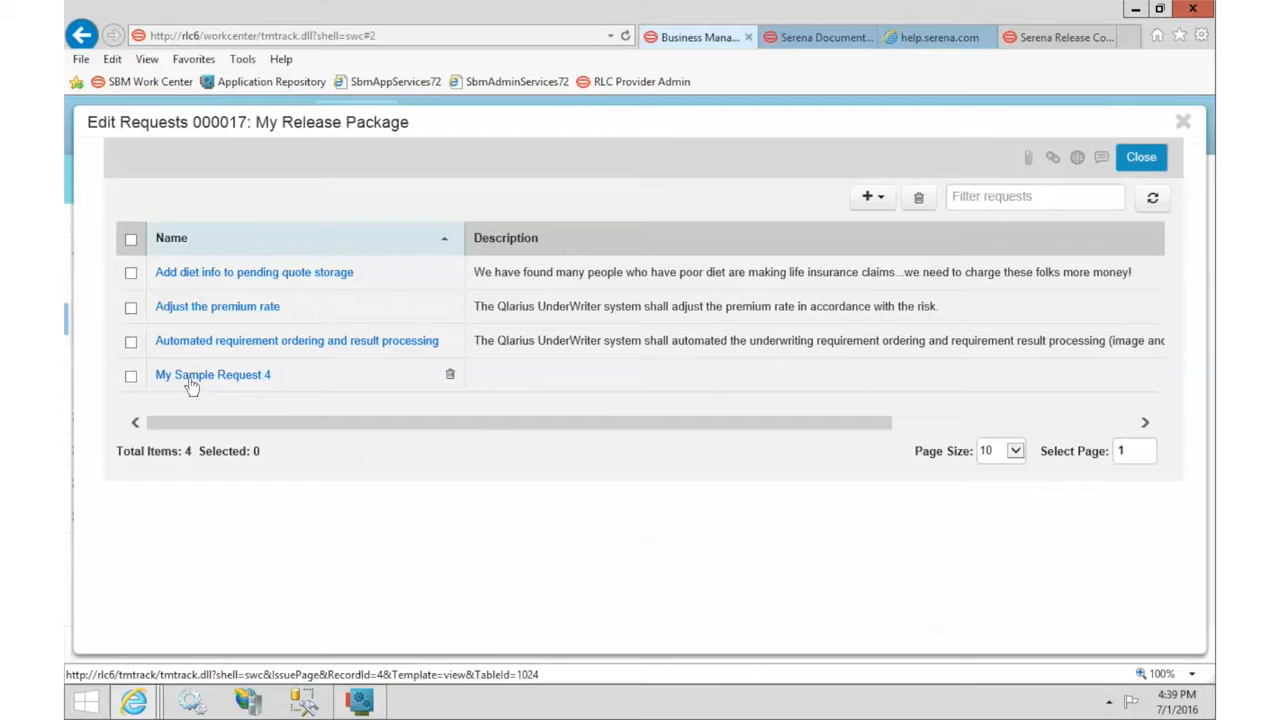 http://rlc6/workcenter/tmtrack.dll?shell=swc#2
Business Mana...
Serena Document...
help.serena.com
Serena Release Co...
File Edit View Favorites Tools Help
SBM Work Center Application Repository SbmAppServices72 SbmAdminServices72 RLC Provider Admin
Edit Requests 000017: My Release Package
Close
Filter requests
Name Description
Add diet info to pending quote storage We have found many people who have poor diet are making life insurance claims...we need to charge these folks more money!
Adjust the premium rate The Qlarius UnderWriter system shall adjust the premium rate in accordance with the risk.
Automated requirement ordering and result processing The Qlarius UnderWriter system shall automated the underwriting requirement ordering and requirement result processing (image and
My Sample Request 4
Total Items: 4 Selected: 0 Page Size: 10 Select Page: 1
http://rlc6/tmtrack/tmtrack.dll?shell=swc&IssuePage&RecordId=4&Template=view&TableId=1024 100%
4:39 PM
7/1/2016